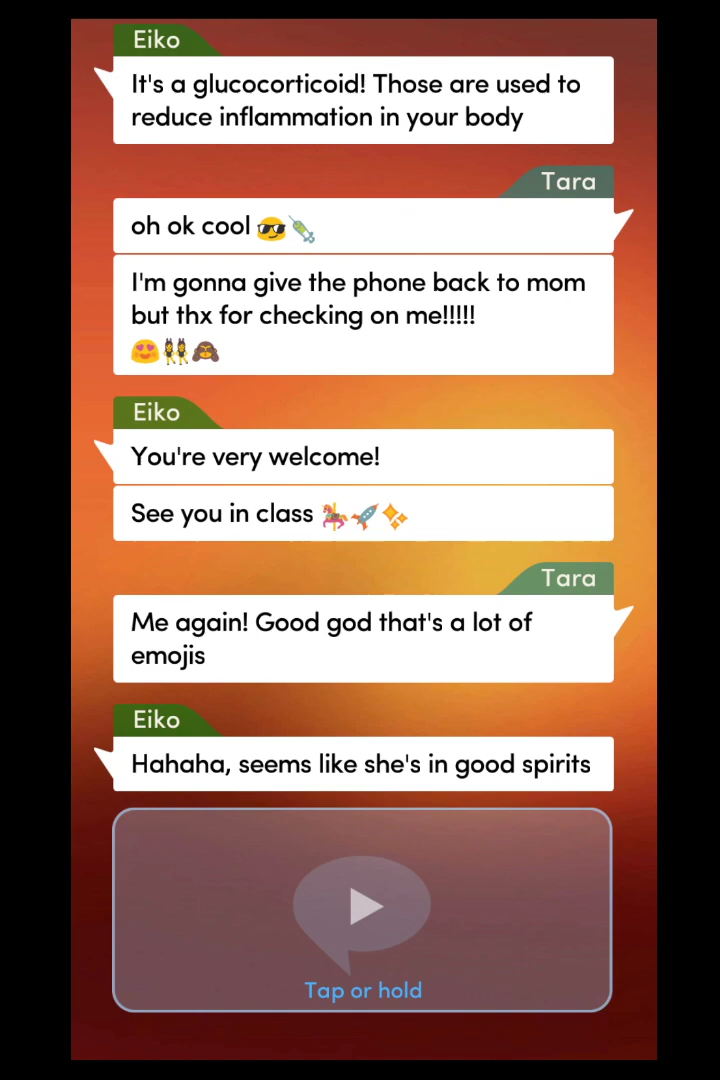 Eiko
It's a glucocorticoid! Those are used to
reduce inflammation in your body
Tara
oh ok cool 😎💉
I'm gonna give the phone back to mom
but thx for checking on me!!!!!
😍👯🙈
Eiko
You're very welcome!
See you in class 🎠🚀✨
Tara
Me again! Good god that's a lot of
emojis
Eiko
Hahaha, seems like she's in good spirits
Tap or hold